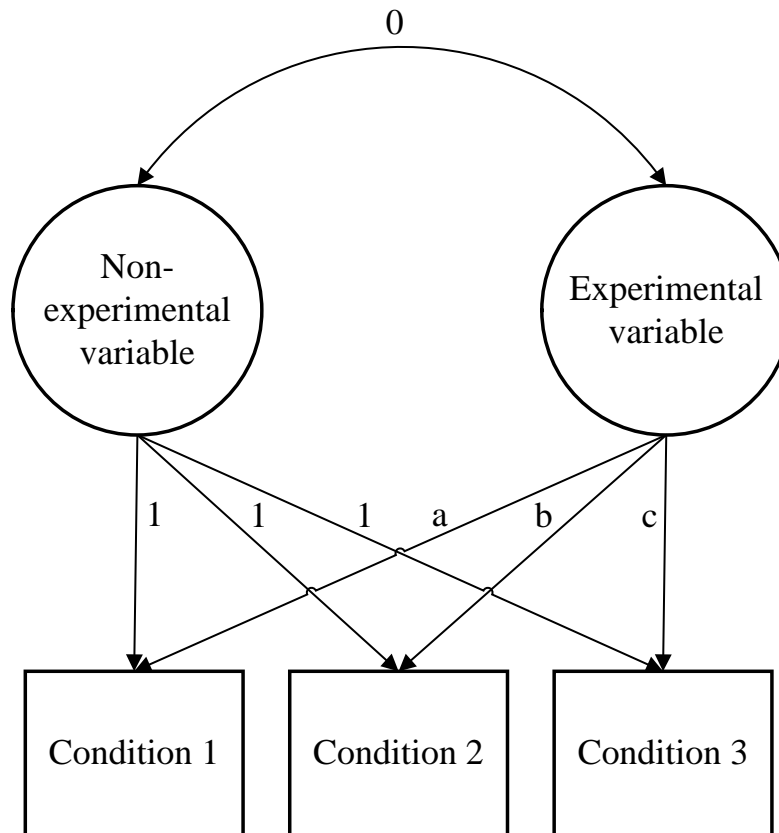 0
Non-
experimental
variable
Experimental
variable
1
1
1
a
b
c
Condition 1
Condition 2
Condition 3